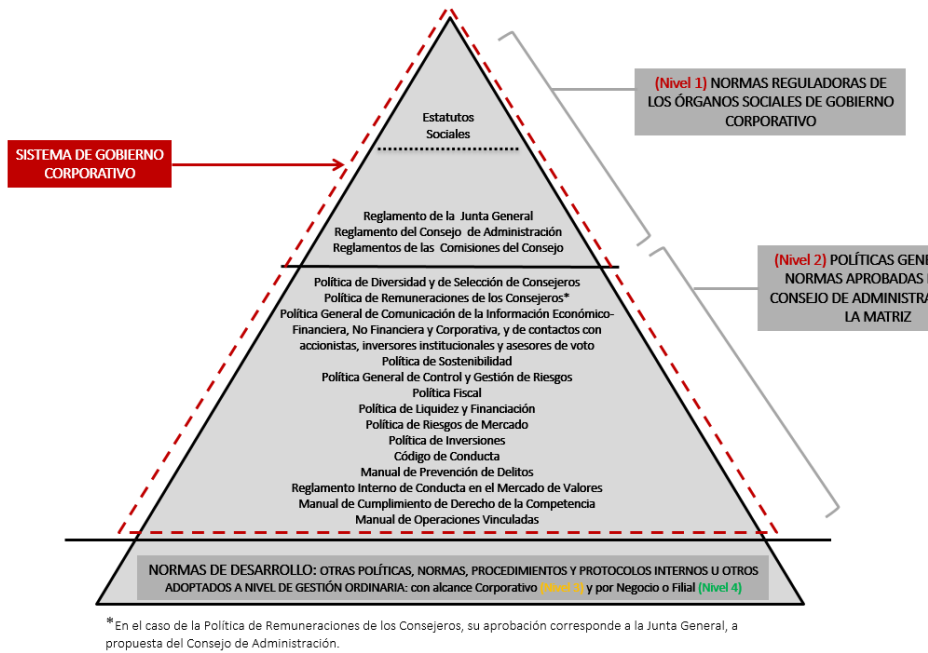 Estatutos
Sociales
(Nivel 1) NORMAS REGULADORAS DE
LOS ÓRGANOS SOCIALES DE GOBIERNO
CORPORATIVO
SISTEMA DE GOBIERNO
CORPORATIVO
Reglamento de la Junta General
Reglamento del Consejo de Administración
Reglamentos de las Comisiones del Consejo
(Nivel 2) POLÍTICAS GENE
NORMAS APROBADAS
CONSEJO DE ADMINISTRA
LA MATRIZ
Política de Diversidad y de Selección de Consejeros
Política de Remuneraciones de los Consejeros*
Política General de Comunicación de la Información Económico-
Financiera, No Financiera y Corporativa, y de contactos con
accionistas, inversores institucionales y asesores de voto
Política de Sostenibilidad
Política General de Control y Gestión de Riesgos
Política Fiscal
Política de Liquidez y Financiación
Política de Riesgos de Mercado
Política de Inversiones
Código de Conducta
Manual de Prevención de Delitos
Reglamento Interno de Conducta en el Mercado de Valores
Manual de Cumplimiento de Derecho de la Competencia
Manual de Operaciones Vinculadas
NORMAS DE DESARROLLO: OTRAS POLÍTICAS, NORMAS, PROCEDIMIENTOS Y PROTOCOLOS INTERNOS U OTROS
ADOPTADOS A NIVEL DE GESTIÓN ORDINARIA: con alcance Corporativo (Nivel 3) y por Negocio o Filial (Nivel 4)
*En el caso de la Política de Remuneraciones de los Consejeros, su aprobación corresponde a la Junta General, a
propuesta del Consejo de Administración.